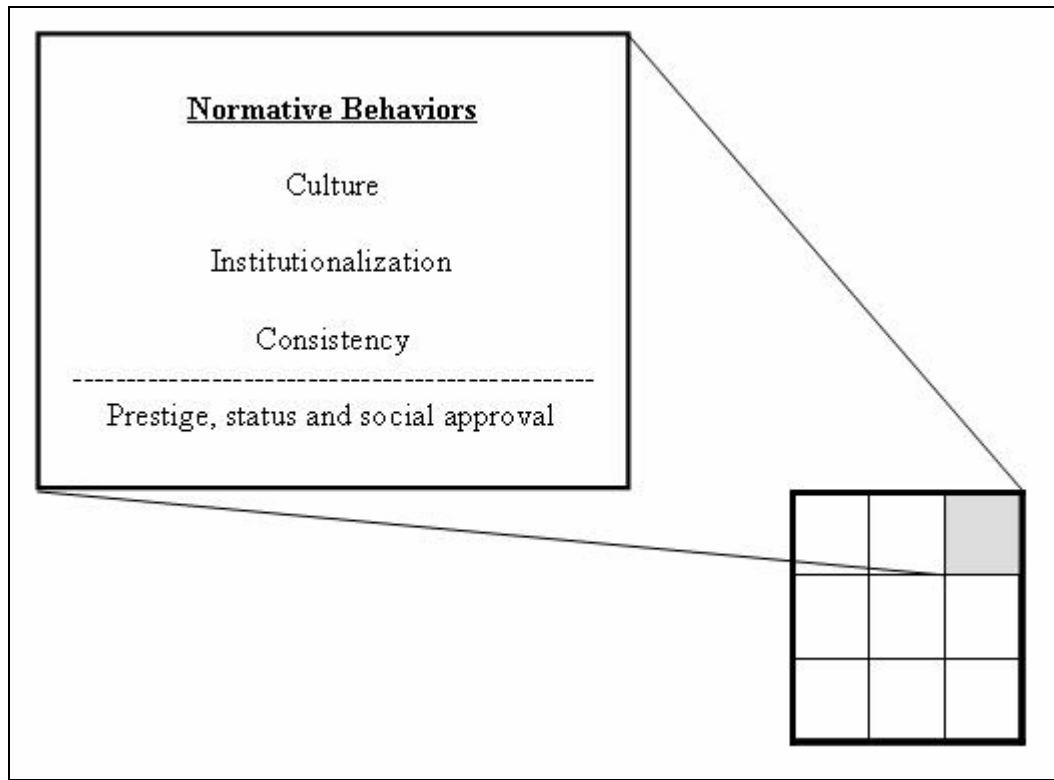 Normative Behaviors
Culture
Institutionalization
Consistency
------------------------------------------------
Prestige, status and social approval